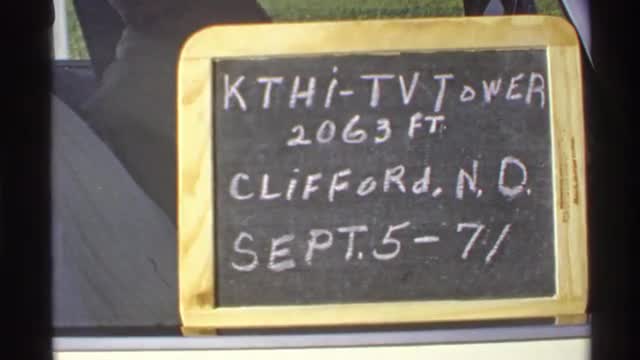 KTHi-TV TOWER
2063 FT.
CLiFFORd, N.D.
SEPT. 5-71